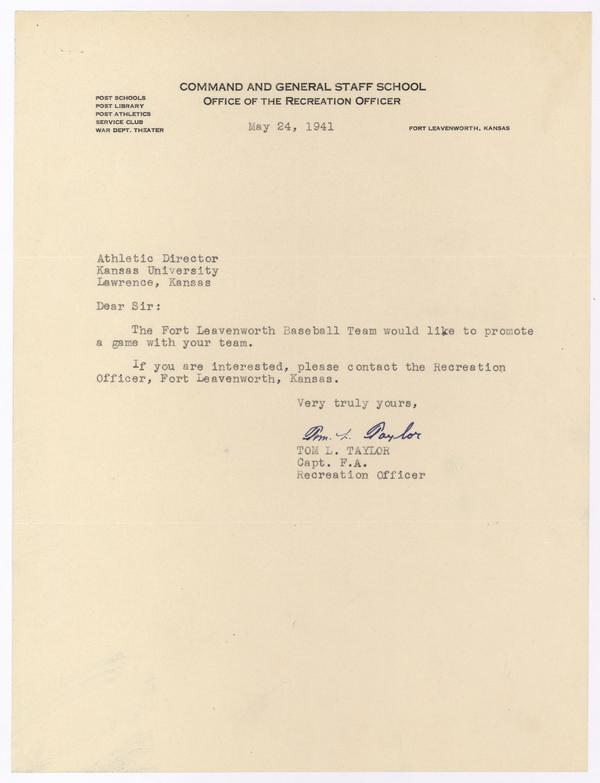 COMMAND AND GENERAL STAFF SCHOOL
OFFICE OF THE RECREATION OFFICER
POST SCHOOLS
POST LIBRARY
POST ATHLETICS
SERVICE CLUB
WAR DEPT. THEATER
May 24, 1941
FORT LEAVENWORTH, KANSAS
Athletic Director
Kansas University
Lawrence, Kansas
Dear Sir:
The Fort Leavenworth Baseball Team would like to promote
a game with your team.
If you are interested, please contact the Recreation
Officer, Fort Leavenworth, Kansas.
Very truly yours,
Tom L. Taylor
TOM L. TAYLOR
Capt. F.A.
Recreation Officer